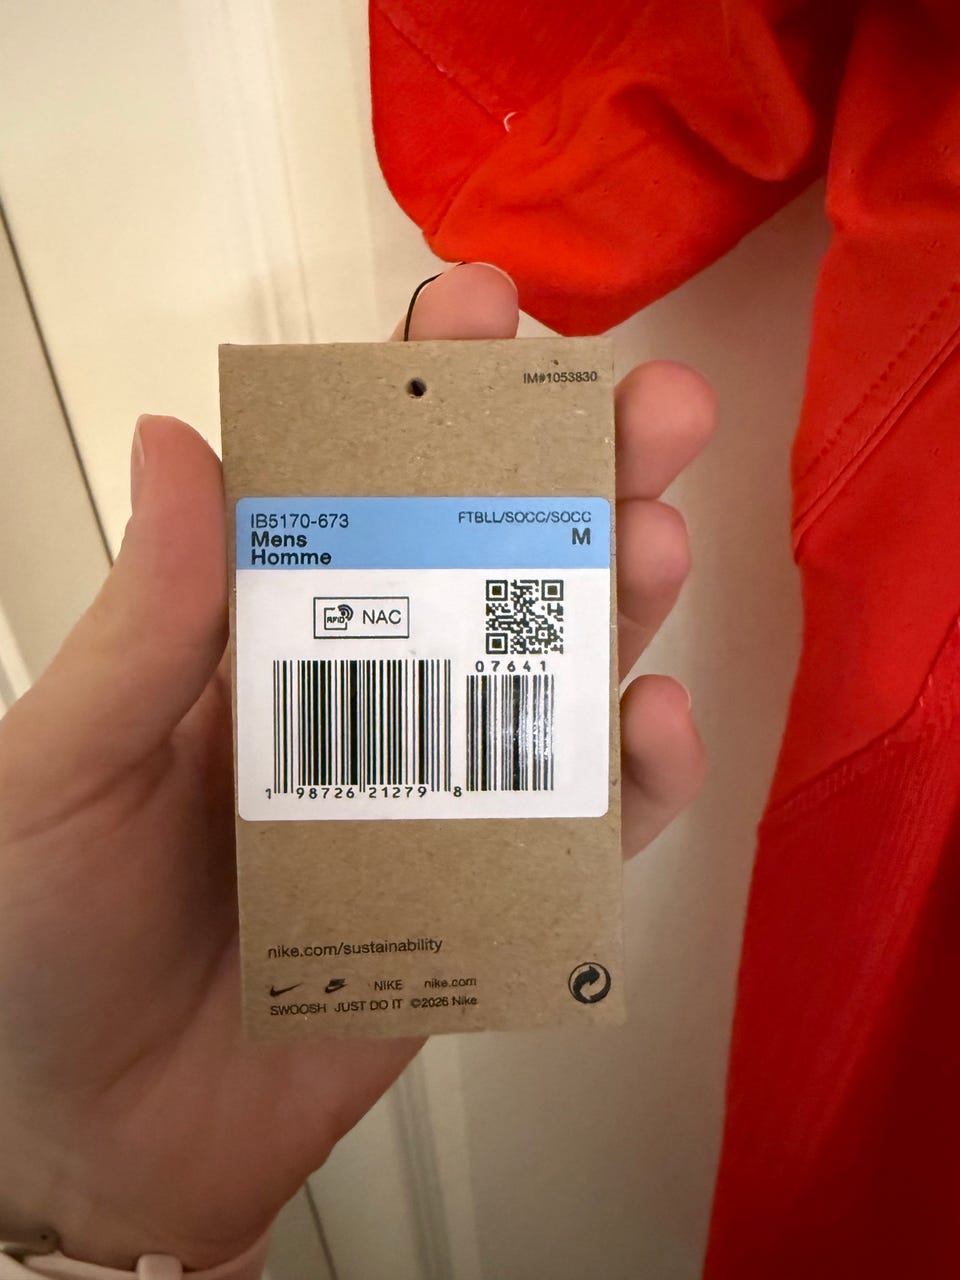 IM#1053830
IB5170-673 FTBLL/SOCC/SOCC
Mens M
Homme
RFID NAC
07641
1 98726 21279 8
nike.com/sustainability
NIKE nike.com
SWOOSH JUST DO IT ©2026 Nike